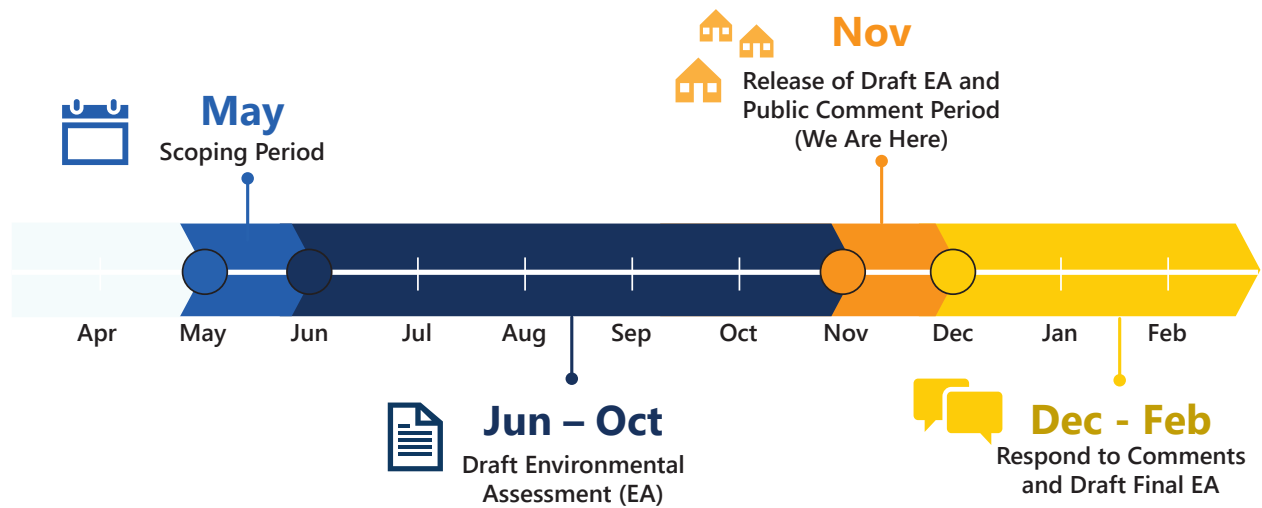 Nov
Release of Draft EA and
Public Comment Period
(We Are Here)
May
Scoping Period
Apr
May
Jun
Jul
Aug
Sep
Oct
Nov
Dec
Jan
Feb
Jun – Oct
Draft Environmental
Assessment (EA)
Dec - Feb
Respond to Comments
and Draft Final EA